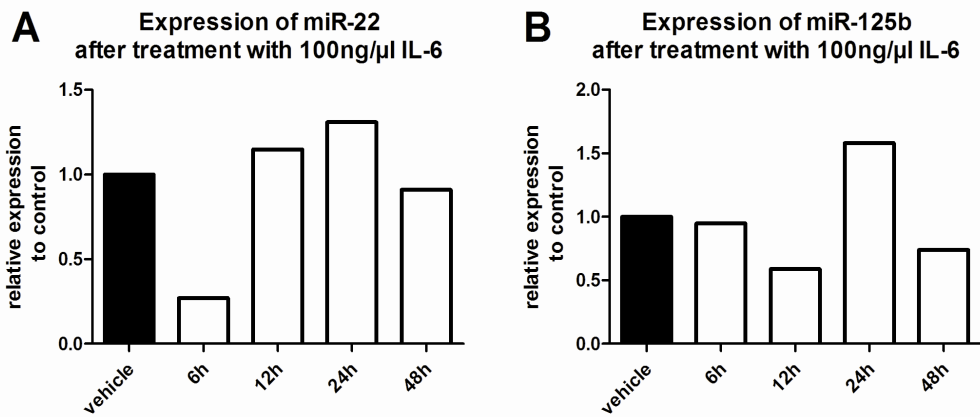 A
Expression of miR-22
after treatment with 100ng/µl IL-6
relative expression
to control
1.5
1.0
0.5
0.0
vehicle
6h
12h
24h
48h
B
Expression of miR-125b
after treatment with 100ng/µl IL-6
relative expression
to control
2.0
1.5
1.0
0.5
0.0
vehicle
6h
12h
24h
48h